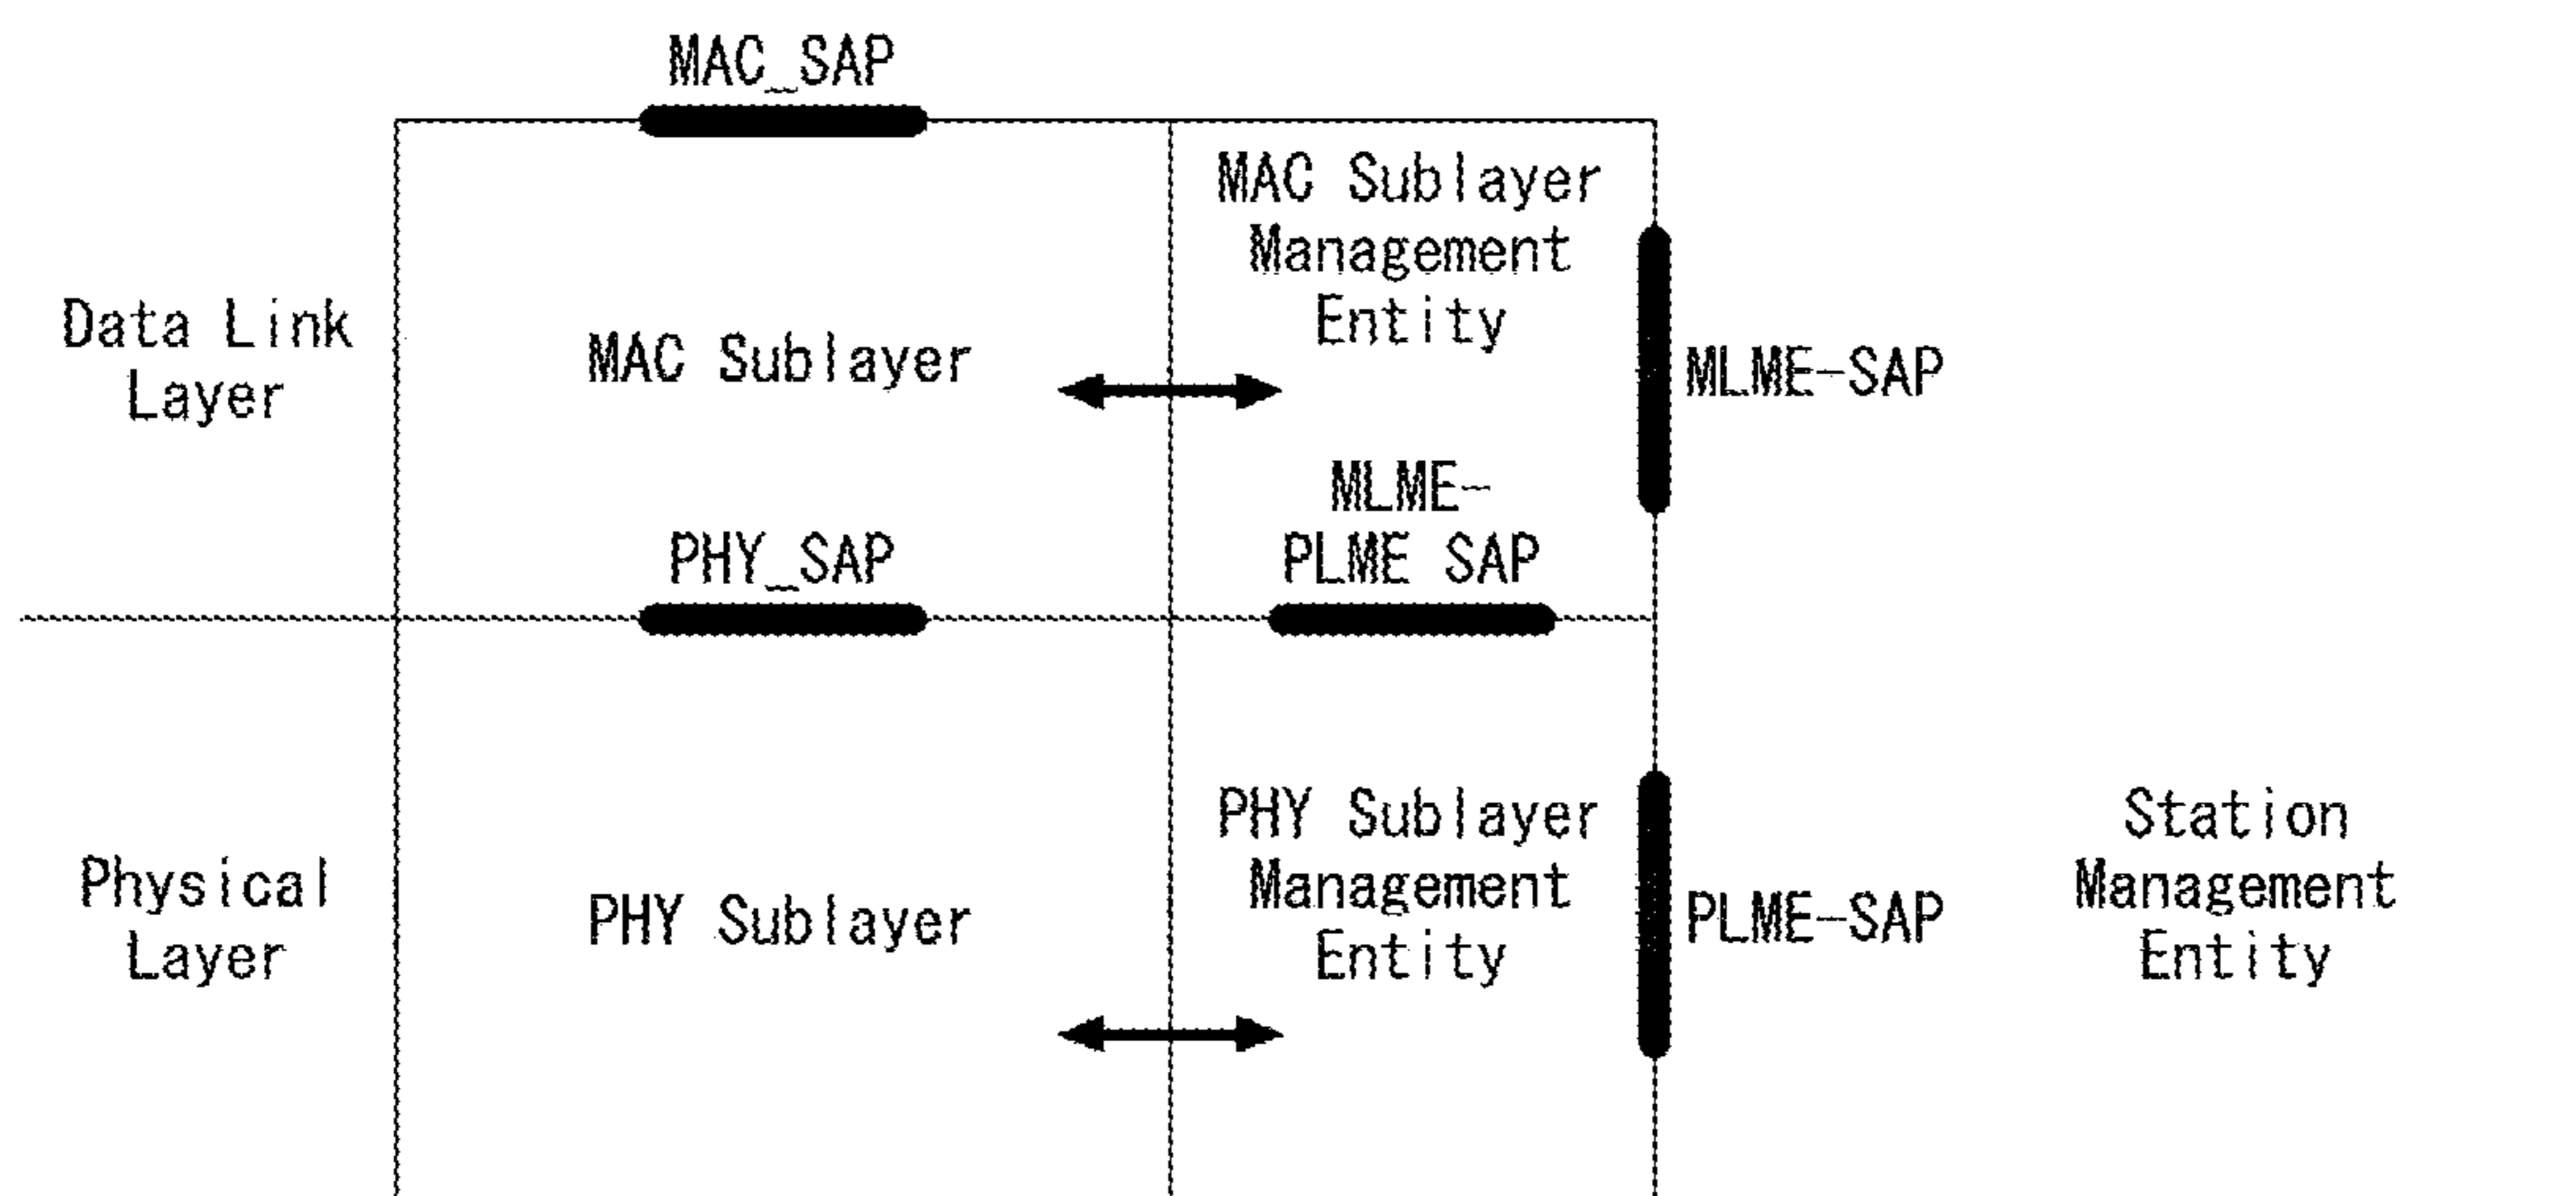 MAC_SAP
Data Link
Layer
MAC Sublayer
MAC Sublayer
Management
Entity
MLME-SAP
PHY_SAP
MLME-
PLME SAP
Physical
Layer
PHY Sublayer
PHY Sublayer
Management
Entity
PLME-SAP
Station
Management
Entity